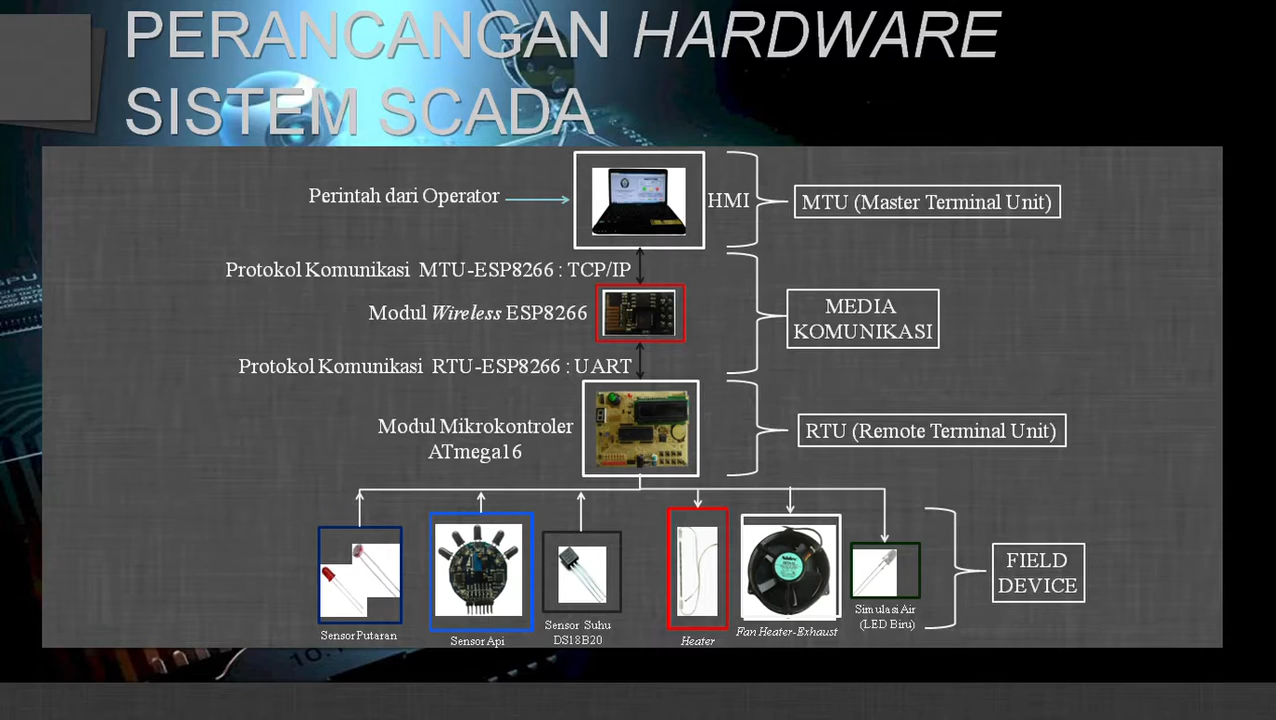 PERANCANGAN HARDWARE
SISTEM SCADA
Perintah dari Operator
HMI
MTU (Master Terminal Unit)
Protokol Komunikasi MTU-ESP8266 : TCP/IP
Modul Wireless ESP8266
MEDIA
KOMUNIKASI
Protokol Komunikasi RTU-ESP8266 : UART
Modul Mikrokontroler
ATmega16
RTU (Remote Terminal Unit)
Sensor Putaran
Sensor Api
Sensor Suhu
DS18B20
Heater
Fan Heater-Exhaust
Simulasi Air
(LED Biru)
FIELD
DEVICE